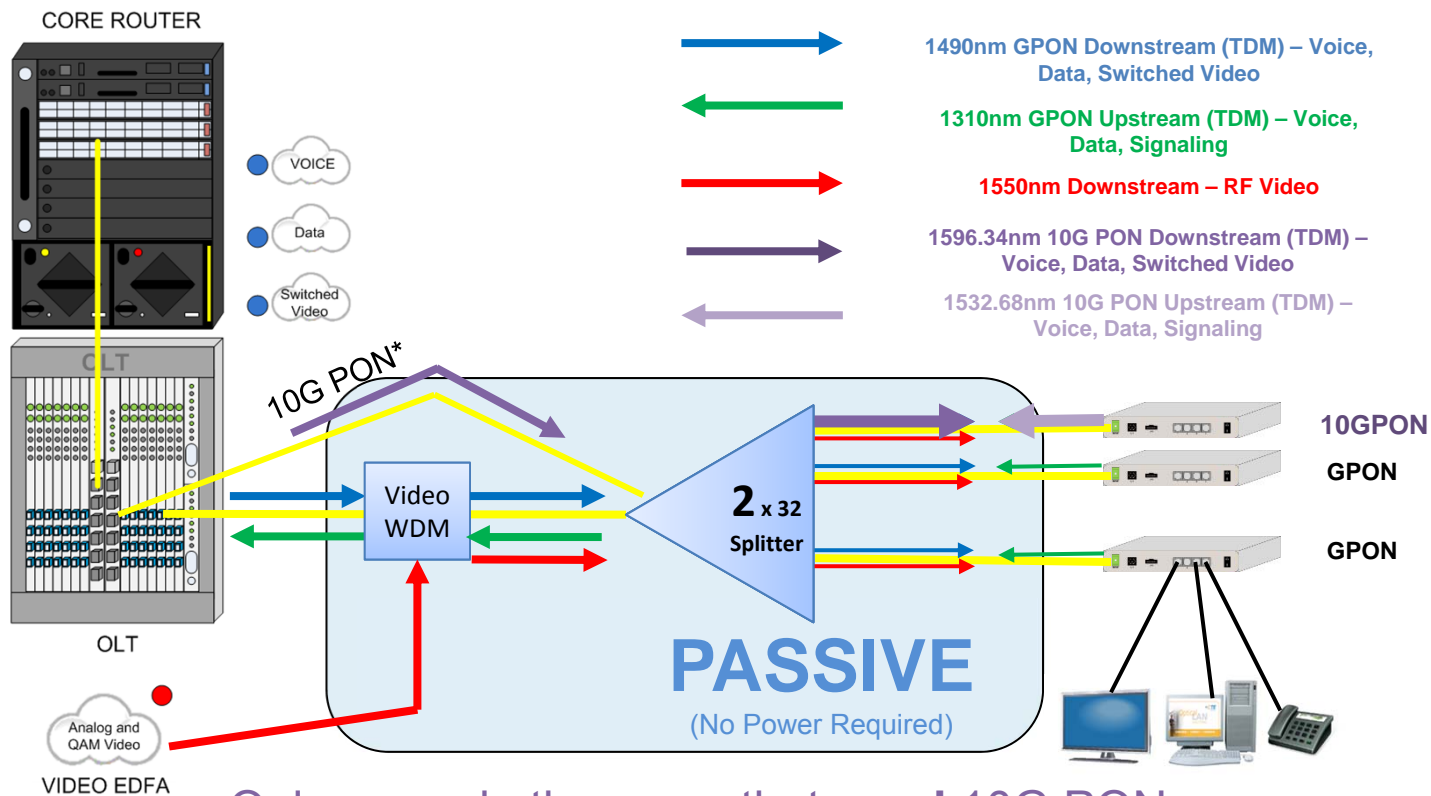 CORE ROUTER
1490nm GPON Downstream (TDM) – Voice,
Data, Switched Video
1310nm GPON Upstream (TDM) – Voice,
Data, Signaling
1550nm Downstream – RF Video
1596.34nm 10G PON Downstream (TDM) –
Voice, Data, Switched Video
1532.68nm 10G PON Upstream (TDM) –
Voice, Data, Signaling
VOICE
Data
Switched
Video
OLT
10G PON*
Video
WDM
2 x 32
Splitter
10GPON
GPON
GPON
PASSIVE
(No Power Required)
OLT
Analog and
QAM Video
VIDEO EDFA